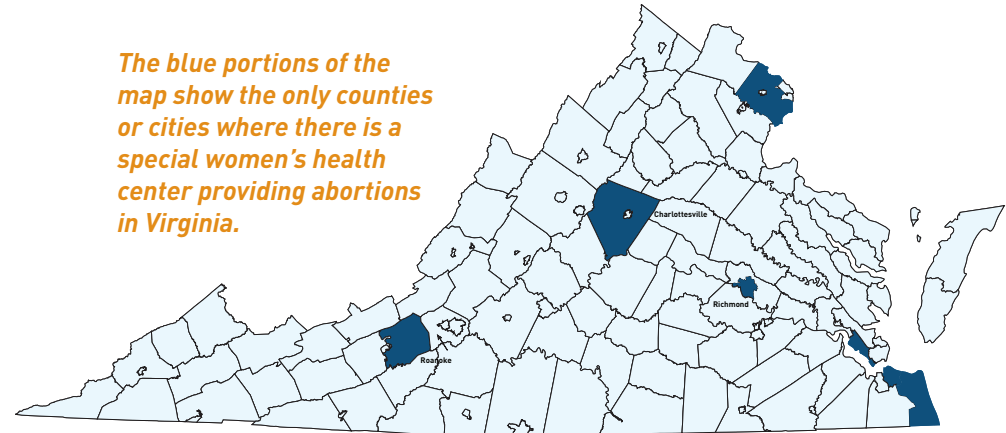 The blue portions of the
map show the only counties
or cities where there is a
special women's health
center providing abortions
in Virginia.
Charlottesville
Richmond
Roanoke